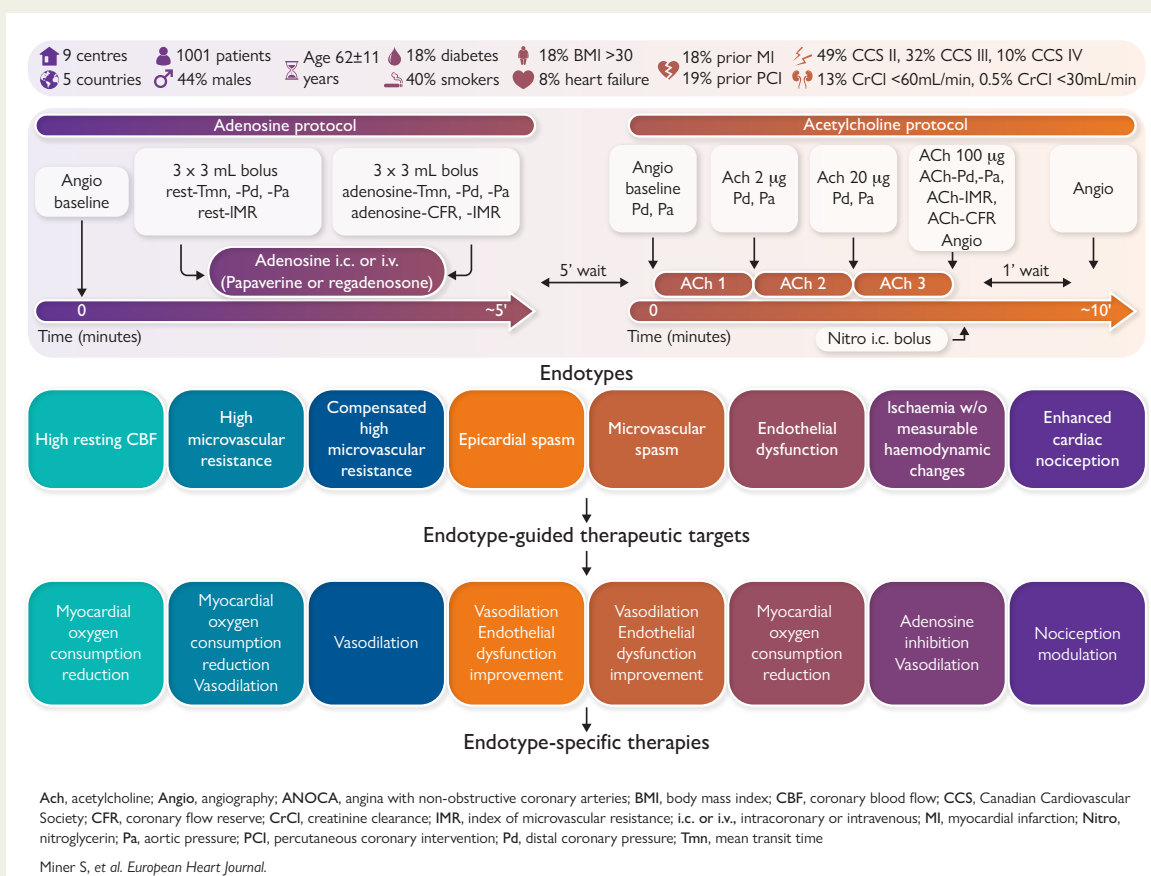 9 centres
5 countries
1001 patients
44% males
Age 62±11
years
18% diabetes
40% smokers
18% BMI >30
8% heart failure
18% prior MI
19% prior PCI
49% CCS II, 32% CCS III, 10% CCS IV
13% CrCl <60mL/min, 0.5% CrCl <30mL/min
Adenosine protocol
Angio
baseline
3 x 3 mL bolus
rest-Tmn, -Pd, -Pa
rest-IMR
3 x 3 mL bolus
adenosine-Tmn, -Pd, -Pa
adenosine-CFR, -IMR
Adenosine i.c. or i.v.
(Papaverine or regadenosone)
0
~5'
Time (minutes)
5' wait
Acetylcholine protocol
Angio
baseline
Pd, Pa
Ach 2 µg
Pd, Pa
Ach 20 µg
Pd, Pa
ACh 100 µg
ACh-Pd,-Pa,
ACh-IMR,
ACh-CFR
Angio
Angio
ACh 1
ACh 2
ACh 3
1' wait
0
~10'
Time (minutes)
Nitro i.c. bolus
Endotypes
High resting CBF
High
microvascular
resistance
Compensated
high
microvascular
resistance
Epicardial spasm
Microvascular
spasm
Endothelial
dysfunction
Ischaemia w/o
measurable
haemodynamic
changes
Enhanced
cardiac
nociception
Endotype-guided therapeutic targets
Myocardial
oxygen
consumption
reduction
Myocardial
oxygen
consumption
reduction
Vasodilation
Vasodilation
Vasodilation
Endothelial
dysfunction
improvement
Vasodilation
Endothelial
dysfunction
improvement
Myocardial
oxygen
consumption
reduction
Adenosine
inhibition
Vasodilation
Nociception
modulation
Endotype-specific therapies
Ach, acetylcholine; Angio, angiography; ANOCA, angina with non-obstructive coronary arteries; BMI, body mass index; CBF, coronary blood flow; CCS, Canadian Cardiovascular
Society; CFR, coronary flow reserve; CrCl, creatinine clearance; IMR, index of microvascular resistance; i.c. or i.v., intracoronary or intravenous; MI, myocardial infarction; Nitro,
nitroglycerin; Pa, aortic pressure; PCI, percutaneous coronary intervention; Pd, distal coronary pressure; Tmn, mean transit time
Miner S, et al. European Heart Journal.